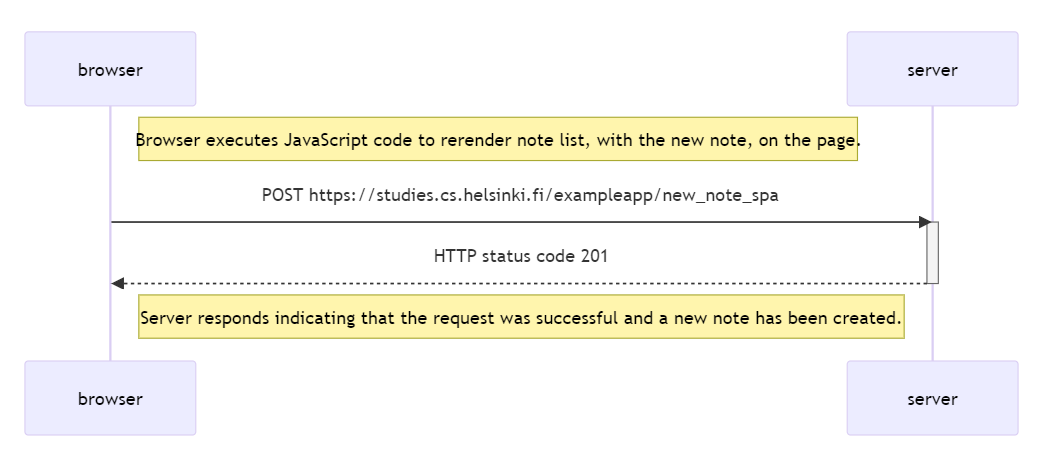 browser
server
Browser executes JavaScript code to rerender note list, with the new note, on the page.
POST https://studies.cs.helsinki.fi/exampleapp/new_note_spa
HTTP status code 201
Server responds indicating that the request was successful and a new note has been created.
browser
server